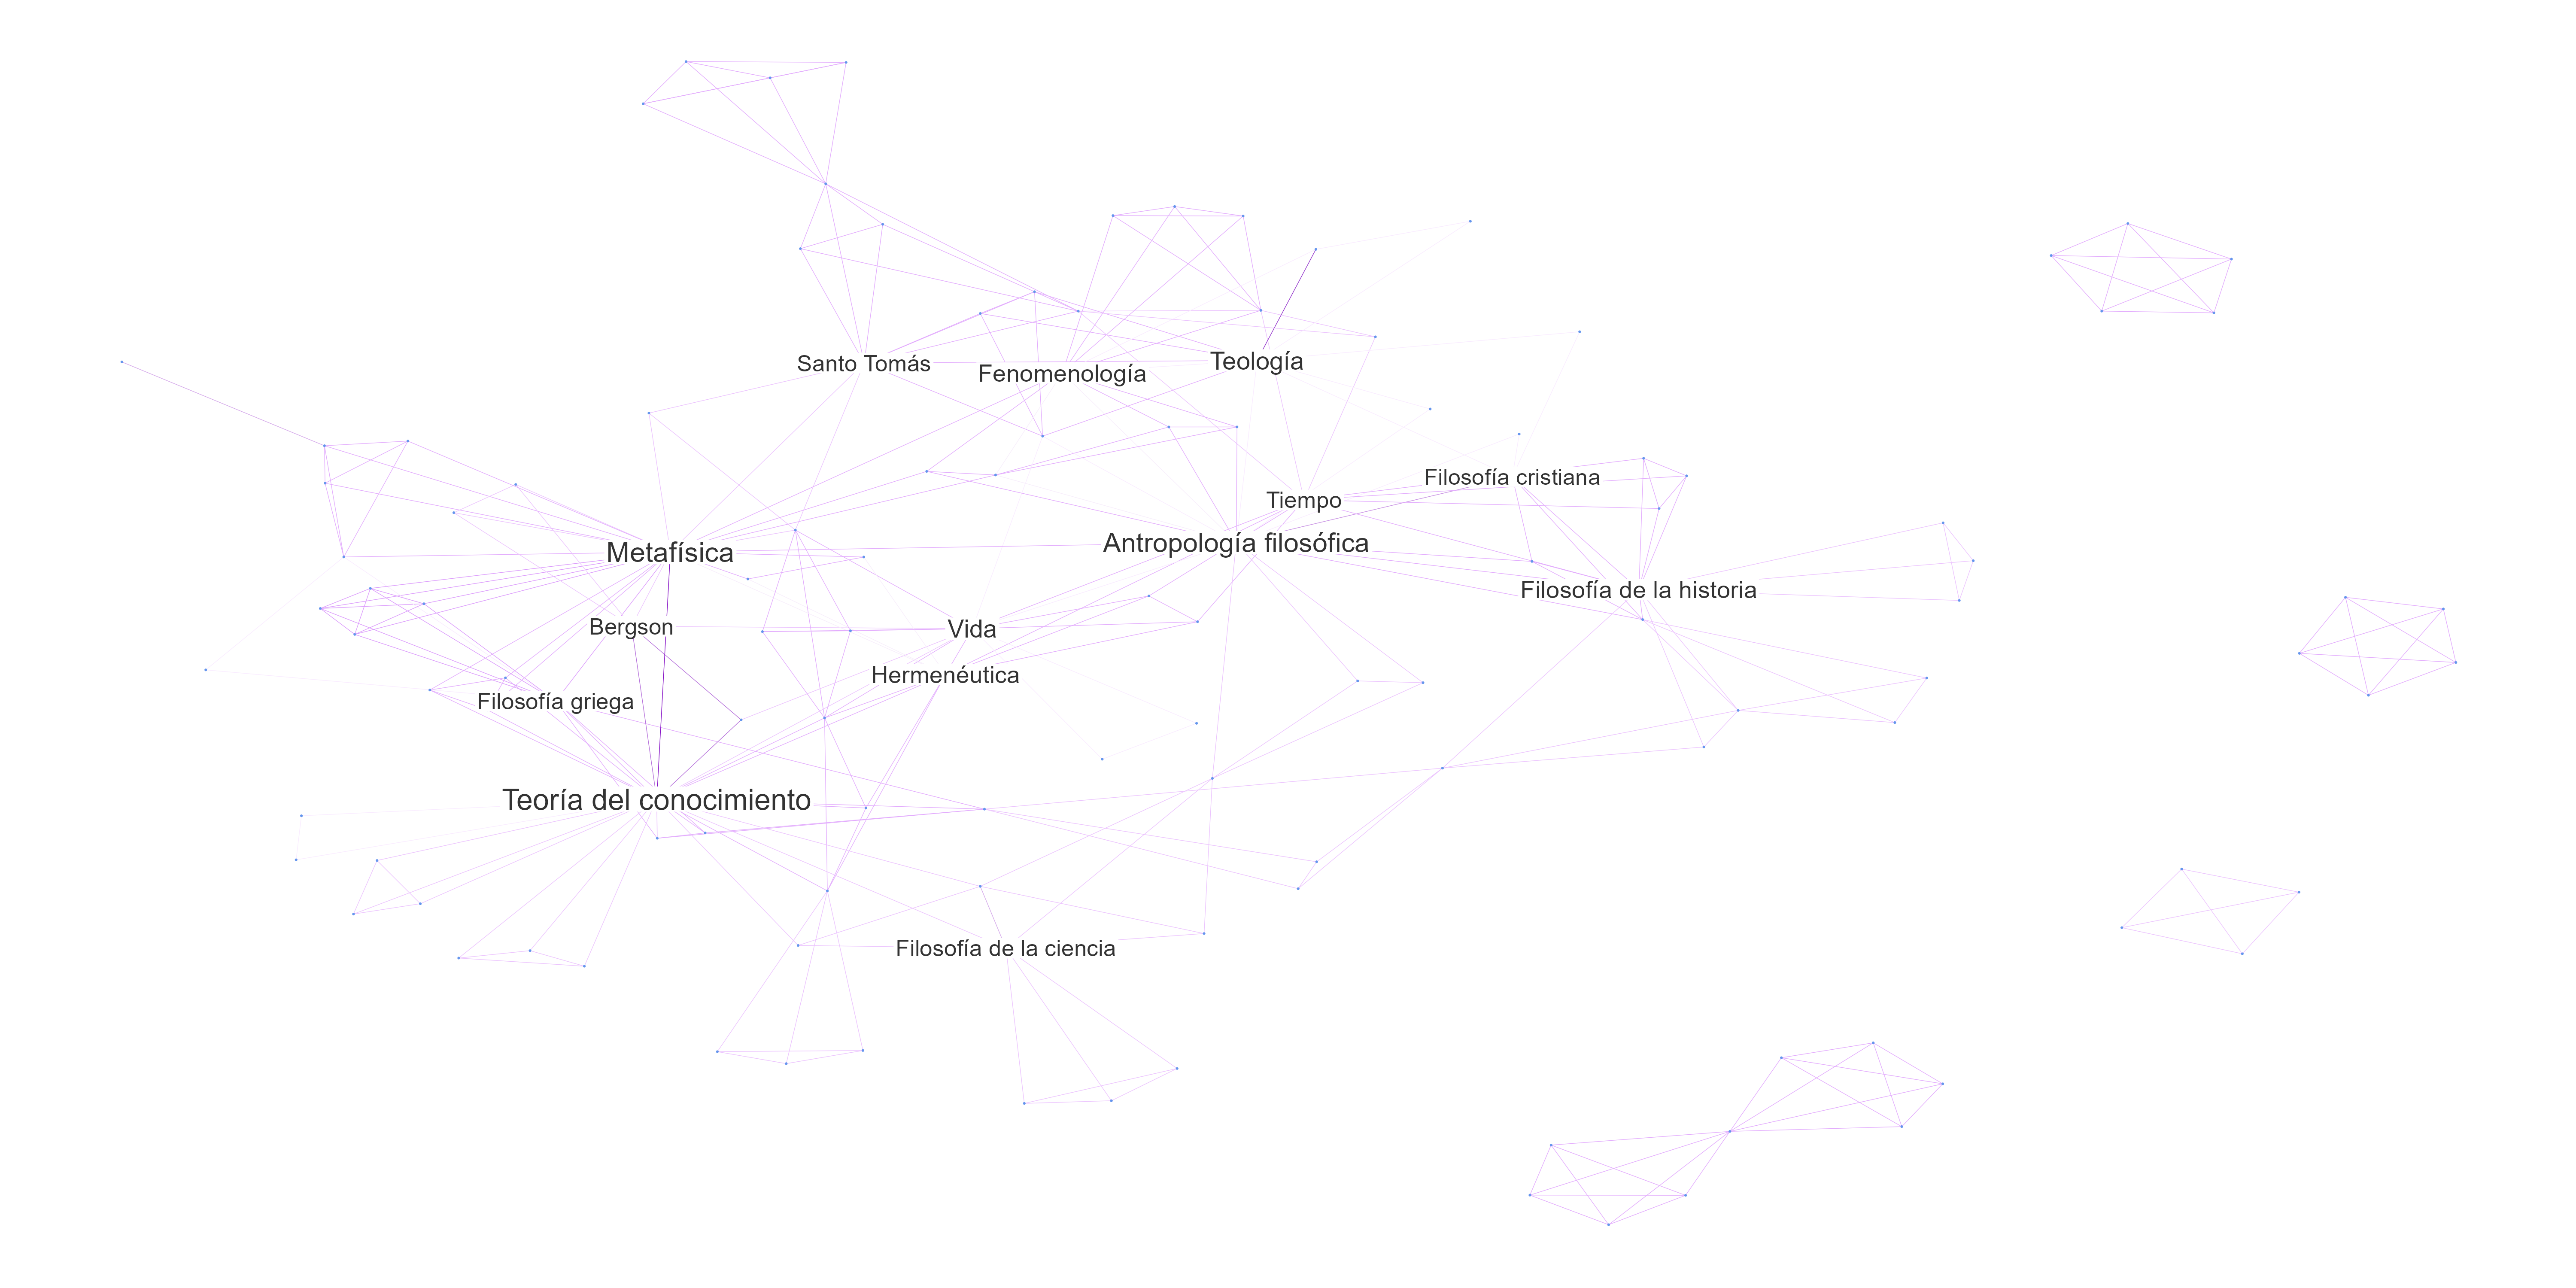 Santo Tomás
Fenomenología
Teología
Filosofía cristiana
Tiempo
Antropología filosófica
Metafísica
Filosofía de la historia
Bergson
Vida
Hermenéutica
Filosofía griega
Teoría del conocimiento
Filosofía de la ciencia